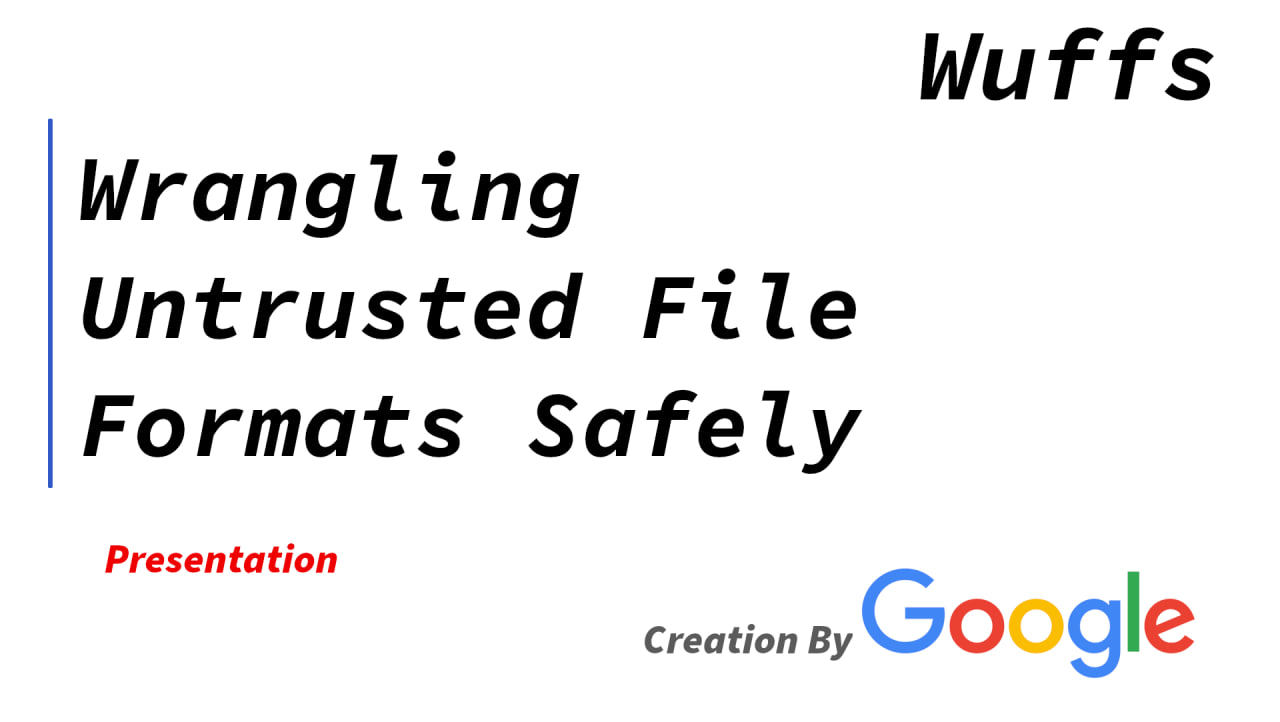 Wuffs
Wrangling
Untrusted File
Formats Safely
Presentation
Creation By Google